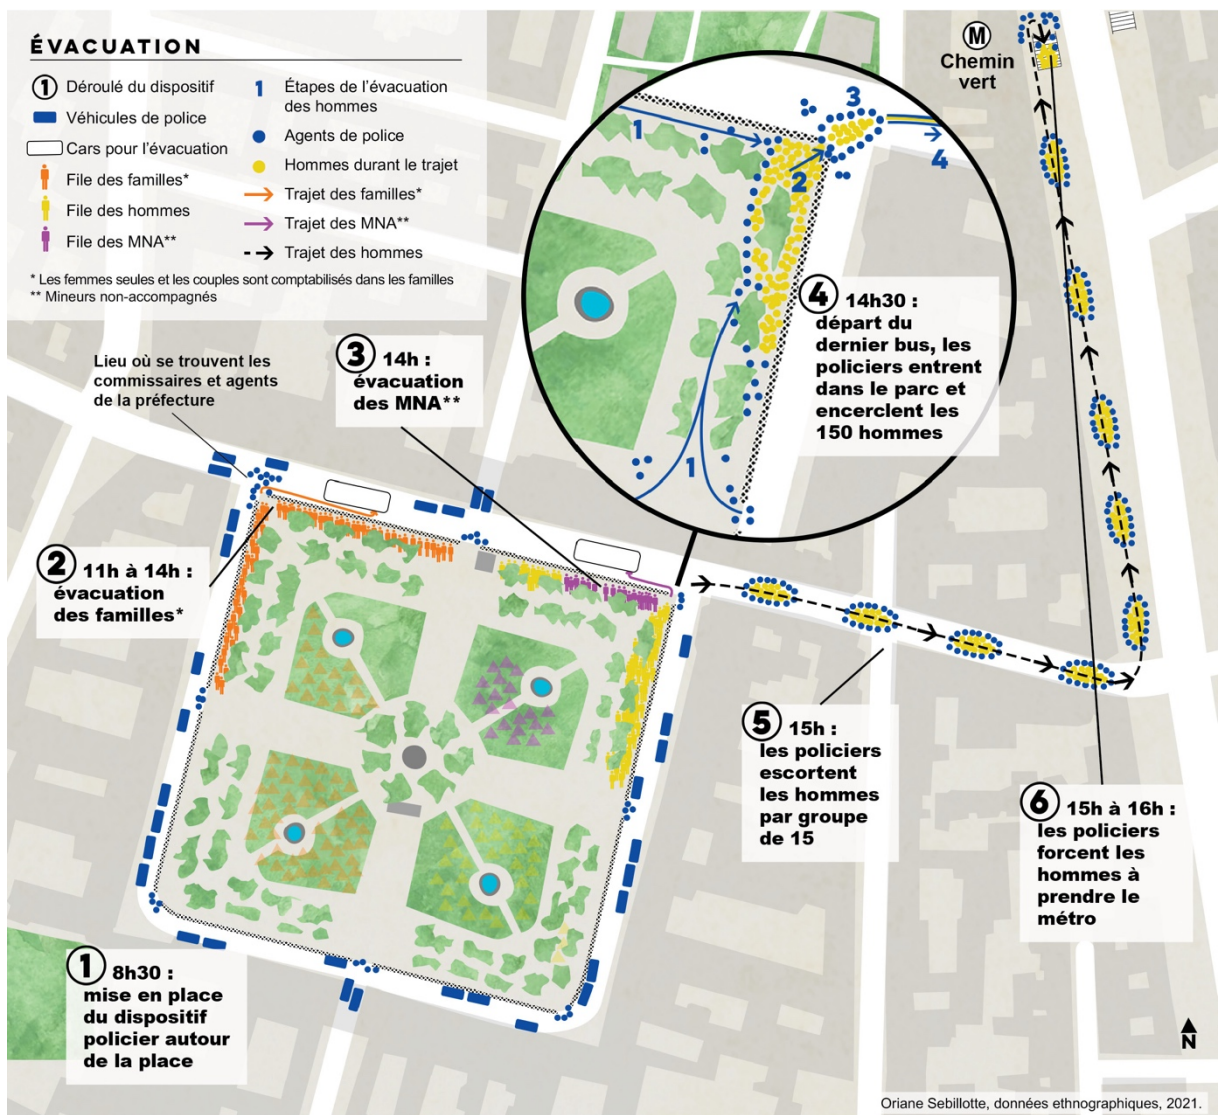 ÉVACUATION
① Déroulé du dispositif
Véhicules de police
Cars pour l'évacuation
File des familles*
File des hommes
File des MNA**
1 Étapes de l'évacuation
des hommes
Agents de police
Hommes durant le trajet
Trajet des familles*
Trajet des MNA**
Trajet des hommes
* Les femmes seules et les couples sont comptabilisés dans les familles
** Mineurs non-accompagnés
M
Chemin
vert
1
2
3
4
1
④ 14h30 :
départ du
dernier bus, les
policiers entrent
dans le parc et
encerclent les
150 hommes
Lieu où se trouvent les
commissaires et agents
de la préfecture
③ 14h :
évacuation
des MNA**
② 11h à 14h :
évacuation
des familles*
⑤ 15h :
les policiers
escortent
les hommes
par groupe
de 15
⑥ 15h à 16h :
les policiers
forcent les
hommes à
prendre le
métro
① 8h30 :
mise en place
du dispositif
policier autour
de la place
N
Oriane Sebillotte, données ethnographiques, 2021.